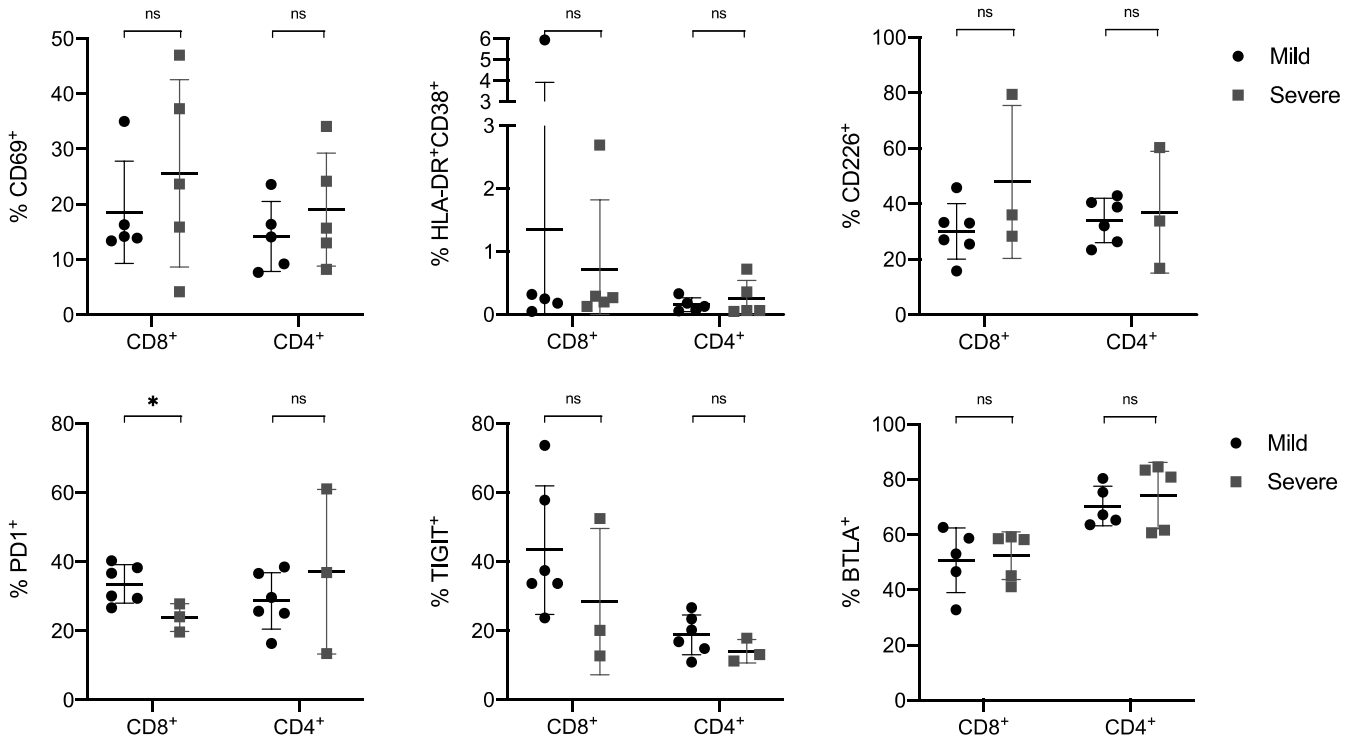 ns ns
% CD69⁺
50
40
30
20
10
0
CD8⁺ CD4⁺
ns ns
% HLA-DR⁺CD38⁺
6
5
4
3
3
2
1
0
CD8⁺ CD4⁺
ns ns
% CD226⁺
100
80
60
40
20
0
CD8⁺ CD4⁺
Mild
Severe
* ns
% PD1⁺
80
60
40
20
0
CD8⁺ CD4⁺
ns ns
% TIGIT⁺
80
60
40
20
0
CD8⁺ CD4⁺
ns ns
% BTLA⁺
100
80
60
40
20
0
CD8⁺ CD4⁺
Mild
Severe